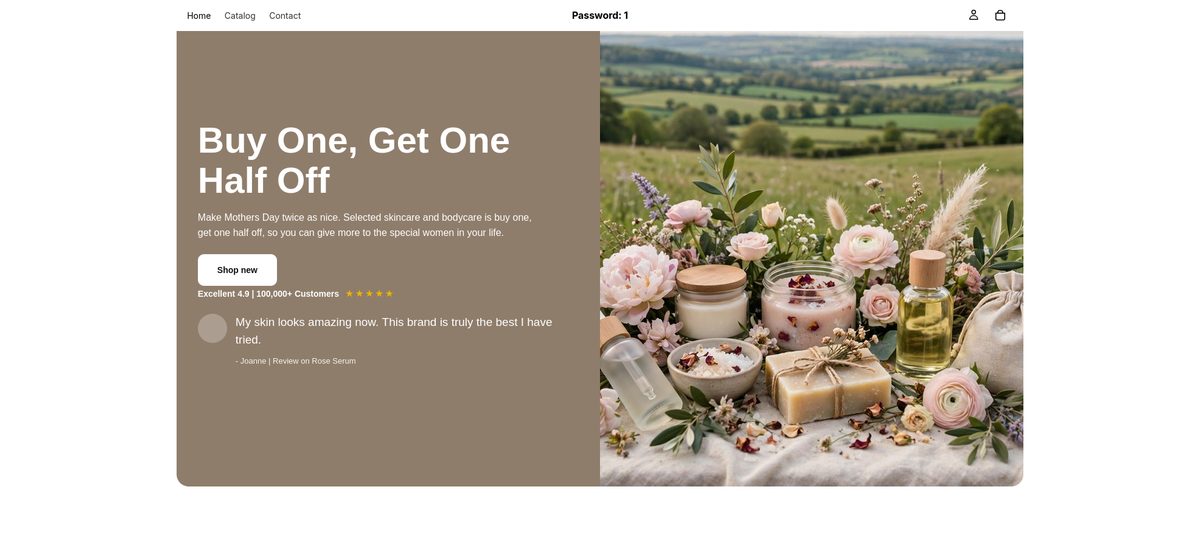 Home
Catalog
Contact
Password: 1
Buy One, Get One
Half Off
Make Mothers Day twice as nice. Selected skincare and bodycare is buy one,
get one half off, so you can give more to the special women in your life.
Shop new
Excellent 4.9 | 100,000+ Customers ★★★★★
My skin looks amazing now. This brand is truly the best I have
tried.
- Joanne | Review on Rose Serum